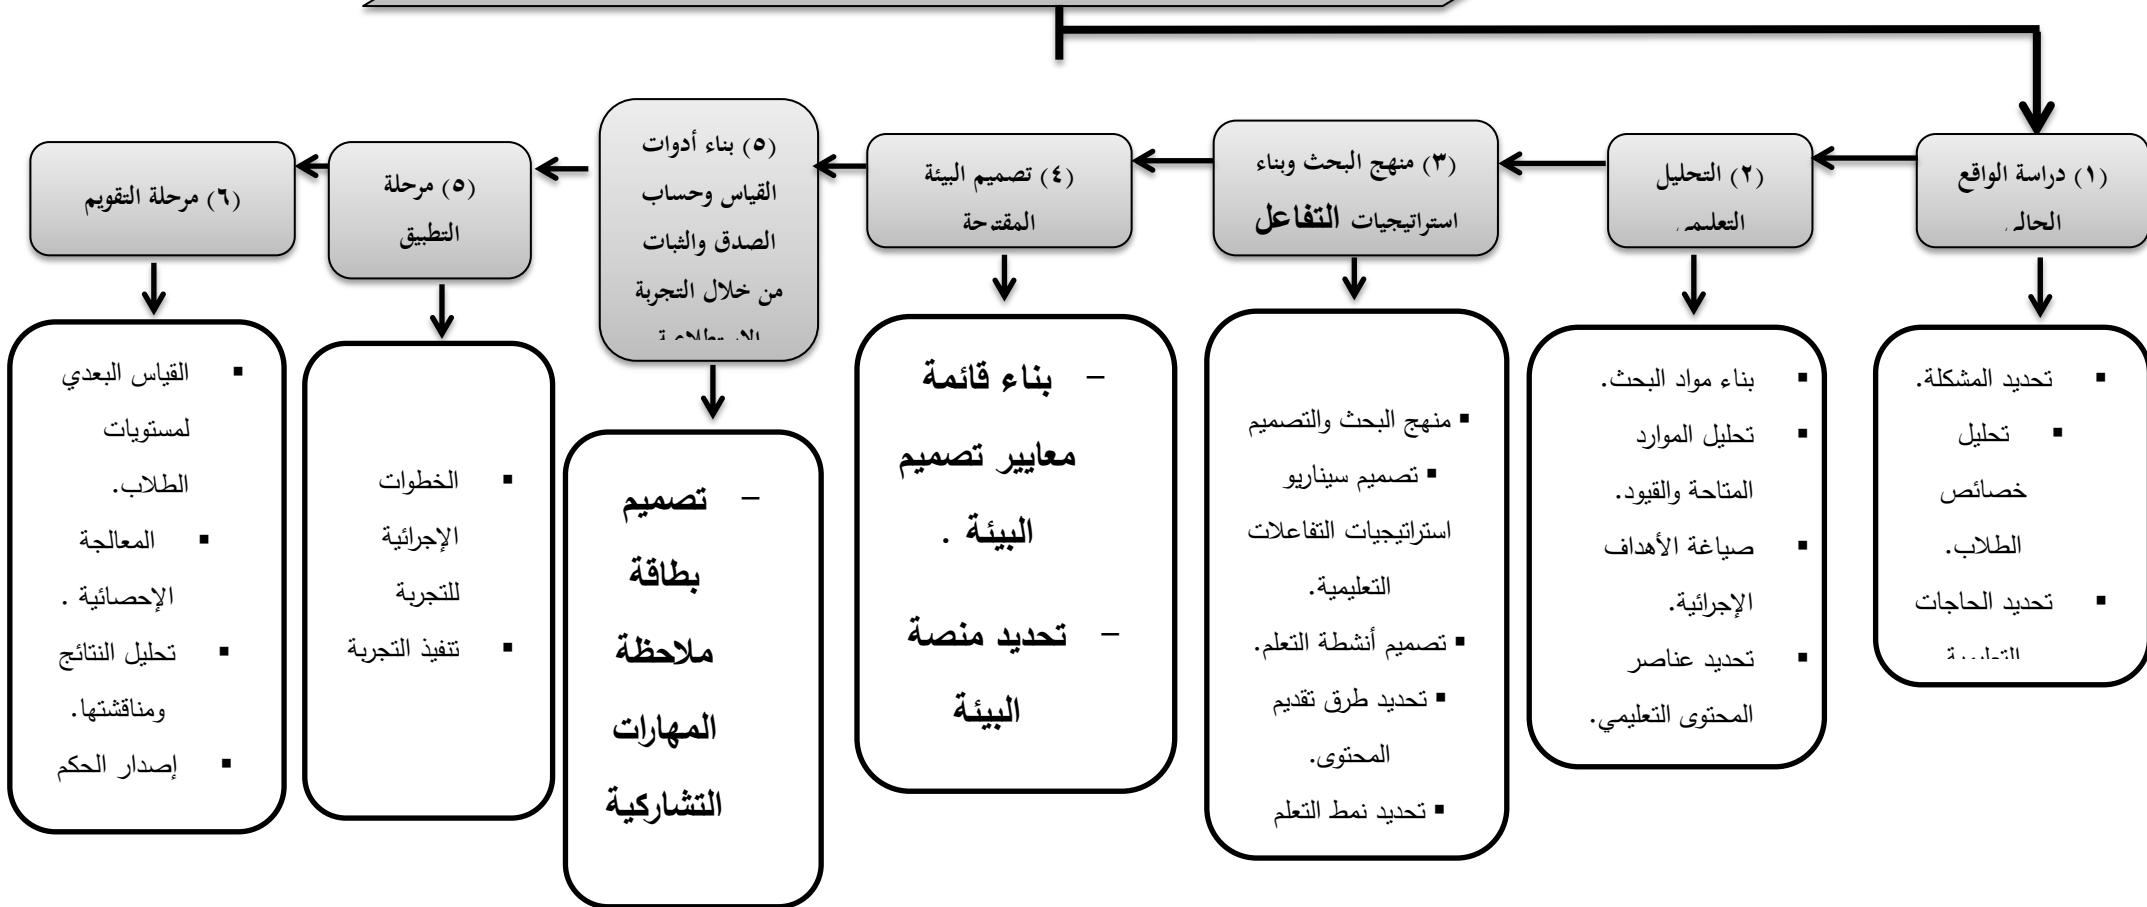 (١) دراسة الواقع
الحالي
(٢) التحليل
التعليمي
(٣) منهج البحث وبناء
استراتيجيات التفاعل
(٤) تصميم البيئة
المقترحة
(٥) بناء أدوات
القياس وحساب
الصدق والثبات
من خلال التجربة
الاستطلاعية
(٥) مرحلة
التطبيق
(٦) مرحلة التقويم
▪ تحديد المشكلة.
▪ تحليل
خصائص
الطلاب.
▪ تحديد الحاجات
التعليمية
▪ بناء مواد البحث.
▪ تحليل الموارد
المتاحة والقيود.
▪ صياغة الأهداف
الإجرائية.
▪ تحديد عناصر
المحتوى التعليمي.
▪ منهج البحث والتصميم
▪ تصميم سيناريو
استراتيجيات التفاعلات
التعليمية.
▪ تصميم أنشطة التعلم.
▪ تحديد طرق تقديم
المحتوى.
▪ تحديد نمط التعلم
– بناء قائمة
معايير تصميم
البيئة .
– تحديد منصة
البيئة
– تصميم
بطاقة
ملاحظة
المهارات
التشاركية
▪ الخطوات
الإجرائية
للتجربة
▪ تنفيذ التجربة
▪ القياس البعدي
لمستويات
الطلاب.
▪ المعالجة
الإحصائية .
▪ تحليل النتائج
ومناقشتها.
▪ إصدار الحكم